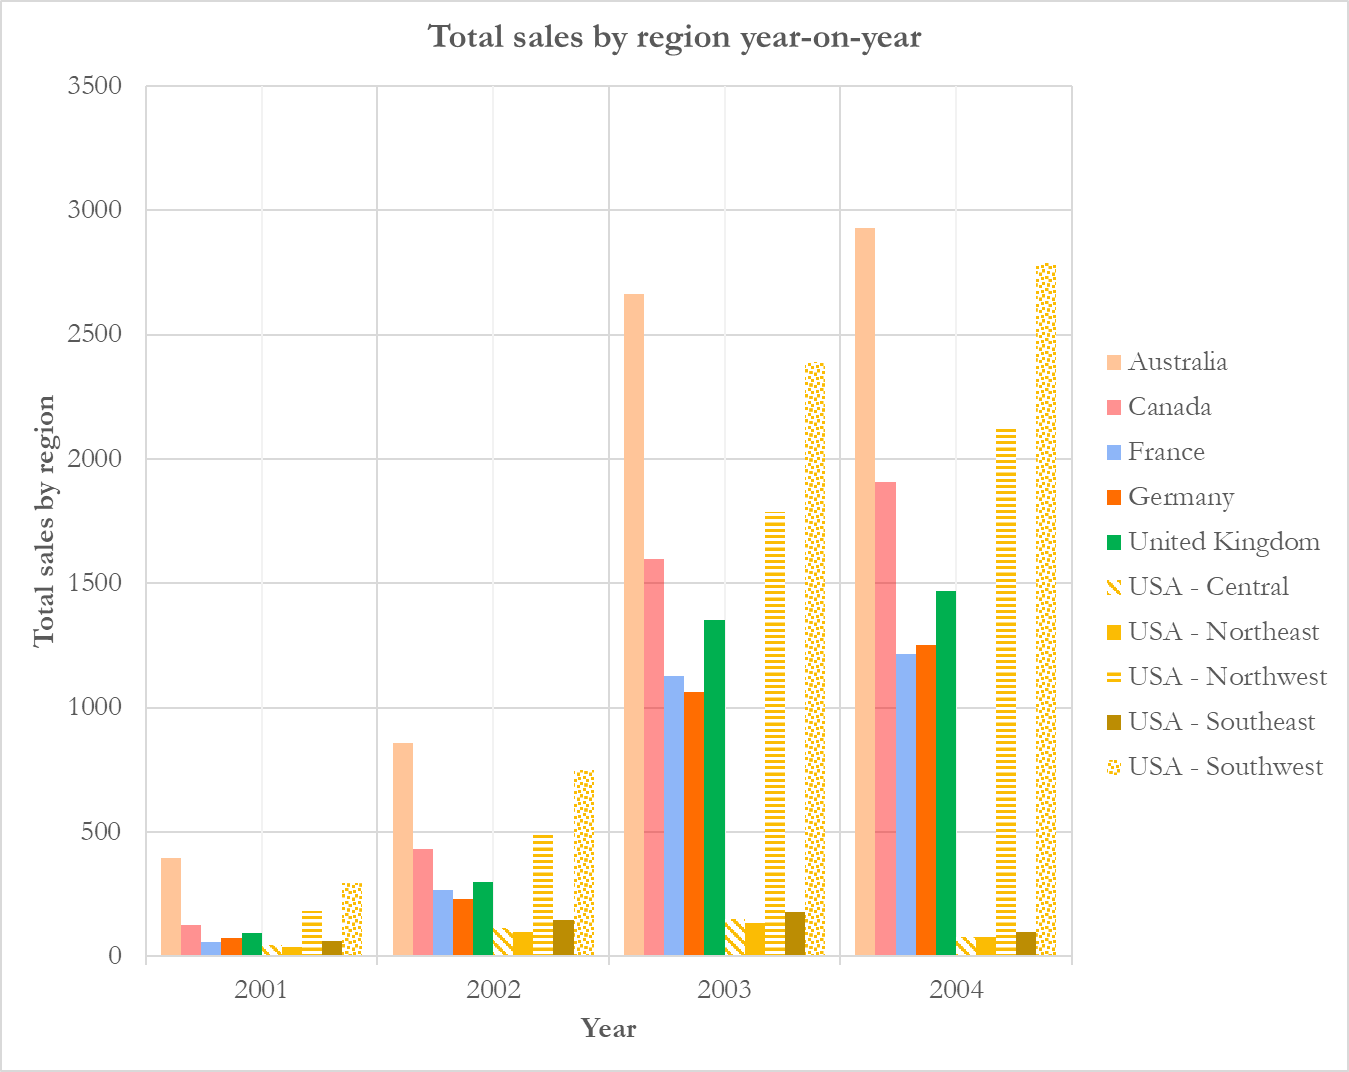 Total sales by region year-on-year
3500
3000
2500
2000
1500
1000
500
0
Total sales by region
2001 2002 2003 2004
Year
Australia
Canada
France
Germany
United Kingdom
USA - Central
USA - Northeast
USA - Northwest
USA - Southeast
USA - Southwest